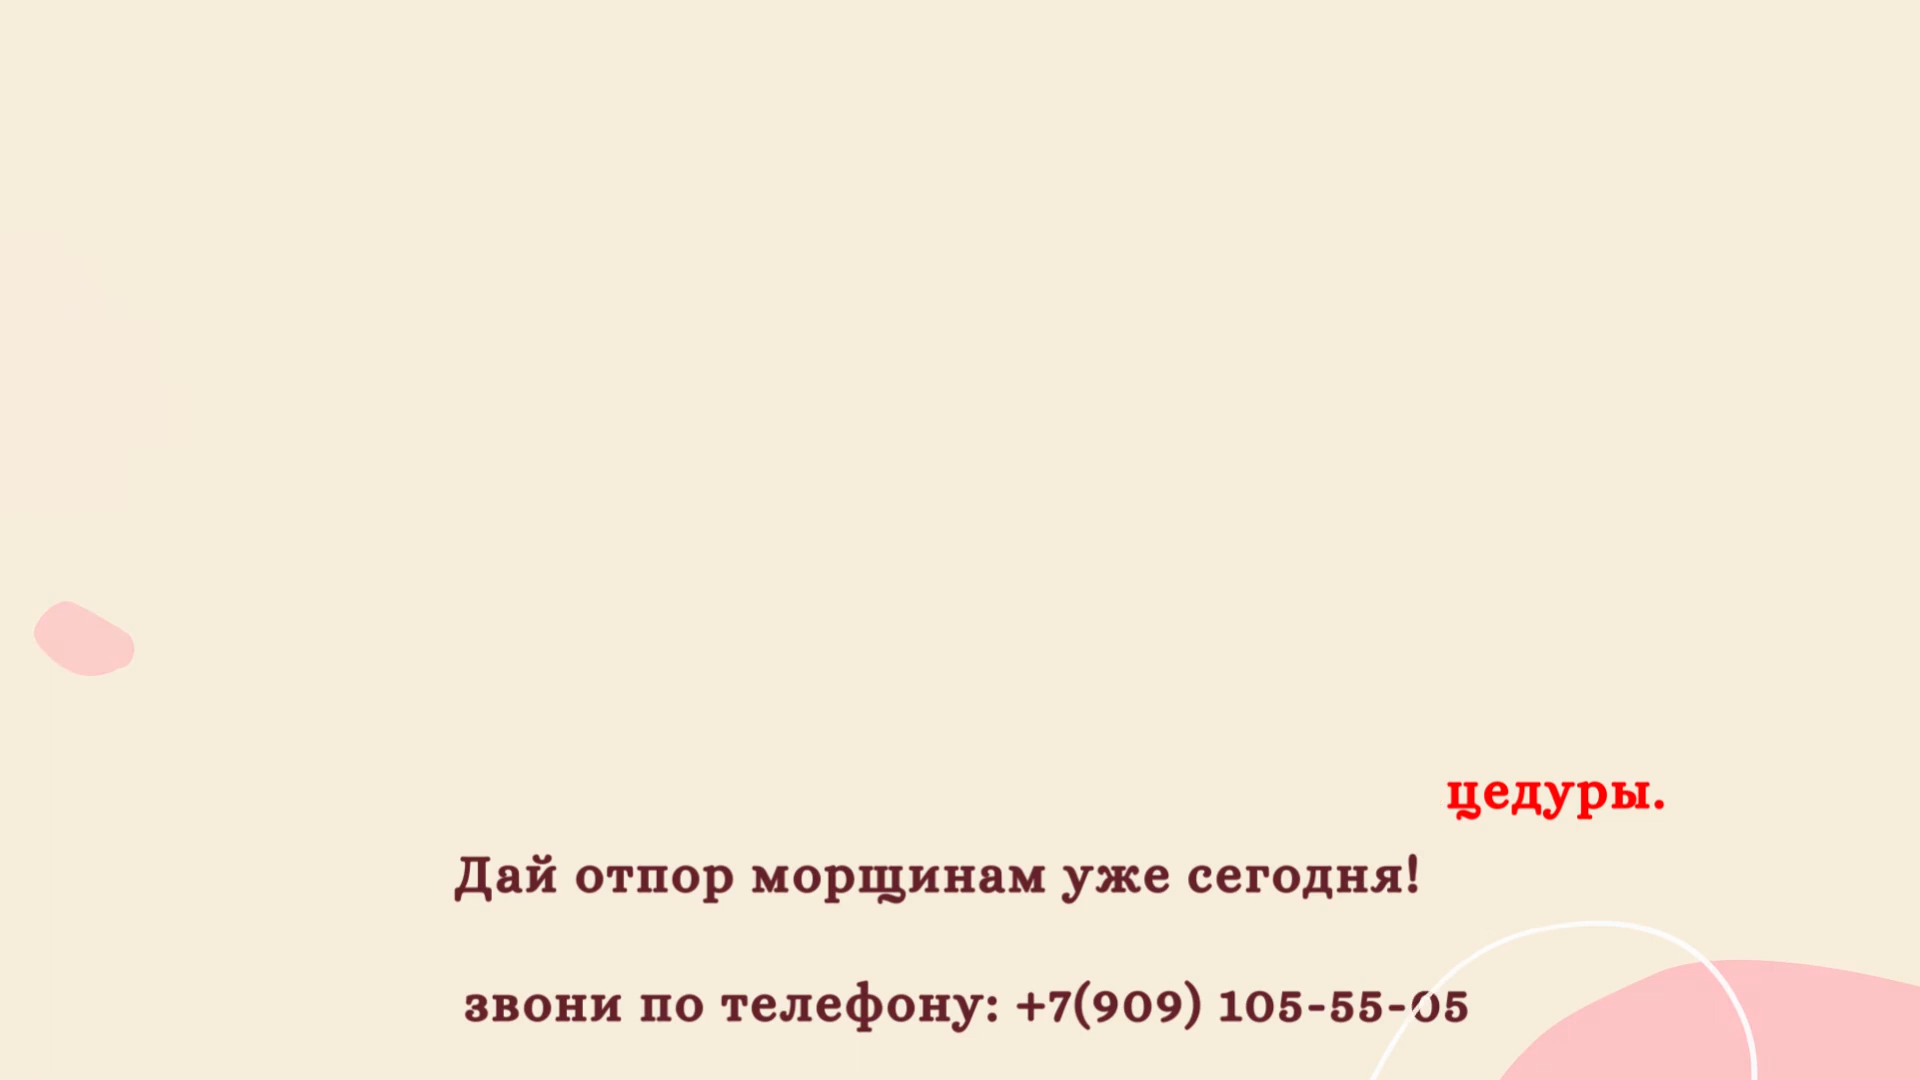 цедуры.
Дай отпор морщинам уже сегодня!
звони по телефону: +7(909) 105-55-05